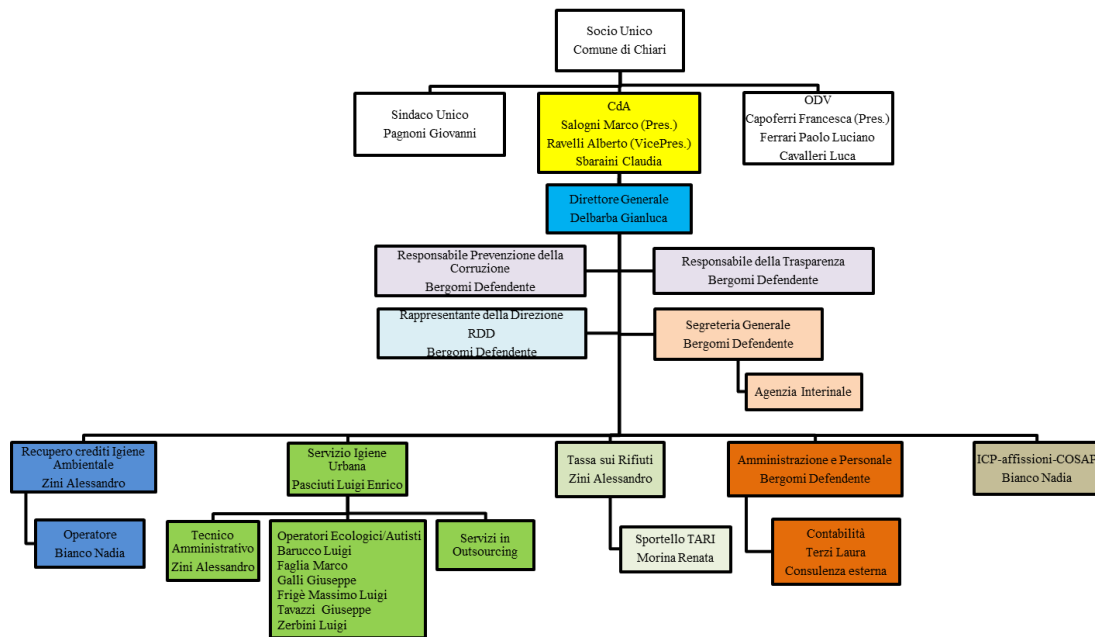 Socio Unico
Comune di Chiari
Sindaco Unico
Pagnoni Giovanni
CdA
Salogni Marco (Pres.)
Ravelli Alberto (VicePres.)
Sbaraini Claudia
ODV
Capoferri Francesca (Pres.)
Ferrari Paolo Luciano
Cavalleri Luca
Direttore Generale
Delbarba Gianluca
Responsabile Prevenzione della
Corruzione
Bergomi Defendente
Responsabile della Trasparenza
Bergomi Defendente
Rappresentante della Direzione
RDD
Bergomi Defendente
Segreteria Generale
Bergomi Defendente
Agenzia Interinale
Recupero crediti Igiene
Ambientale
Zini Alessandro
Operatore
Bianco Nadia
Servizio Igiene
Urbana
Pasciuti Luigi Enrico
Tecnico
Amministrativo
Zini Alessandro
Operatori Ecologici/Autisti
Barucco Luigi
Faglia Marco
Galli Giuseppe
Frigè Massimo Luigi
Tavazzi Giuseppe
Zerbini Luigi
Servizi in
Outsourcing
Tassa sui Rifiuti
Zini Alessandro
Sportello TARI
Morina Renata
Amministrazione e Personale
Bergomi Defendente
Contabilità
Terzi Laura
Consulenza esterna
ICP-affissioni-COSAP
Bianco Nadia